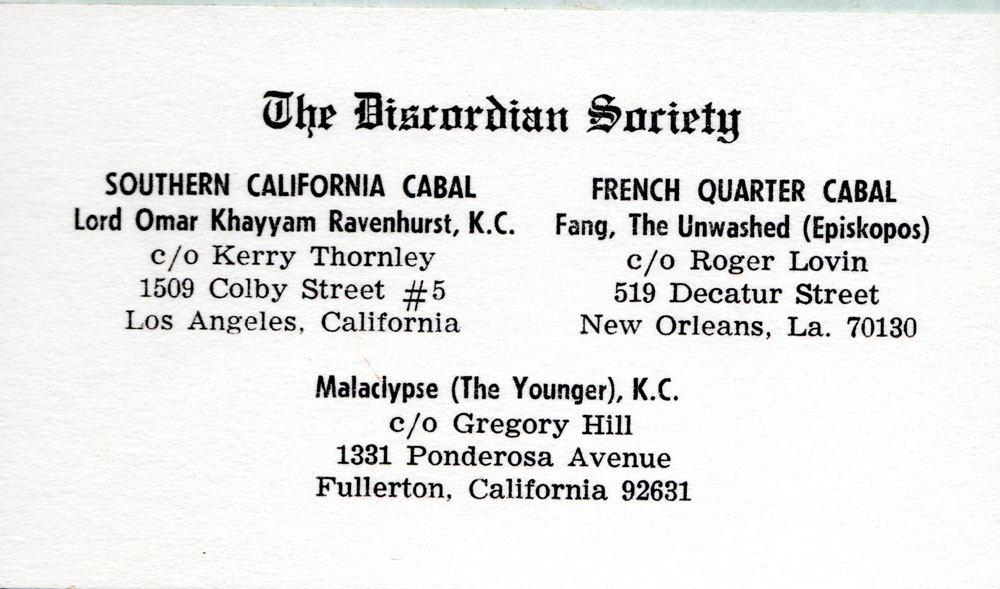 The Discordian Society
SOUTHERN CALIFORNIA CABAL
Lord Omar Khayyam Ravenhurst, K.C.
c/o Kerry Thornley
1509 Colby Street #5
Los Angeles, California
FRENCH QUARTER CABAL
Fang, The Unwashed (Episkopos)
c/o Roger Lovin
519 Decatur Street
New Orleans, La. 70130
Malaclypse (The Younger), K.C.
c/o Gregory Hill
1331 Ponderosa Avenue
Fullerton, California 92631